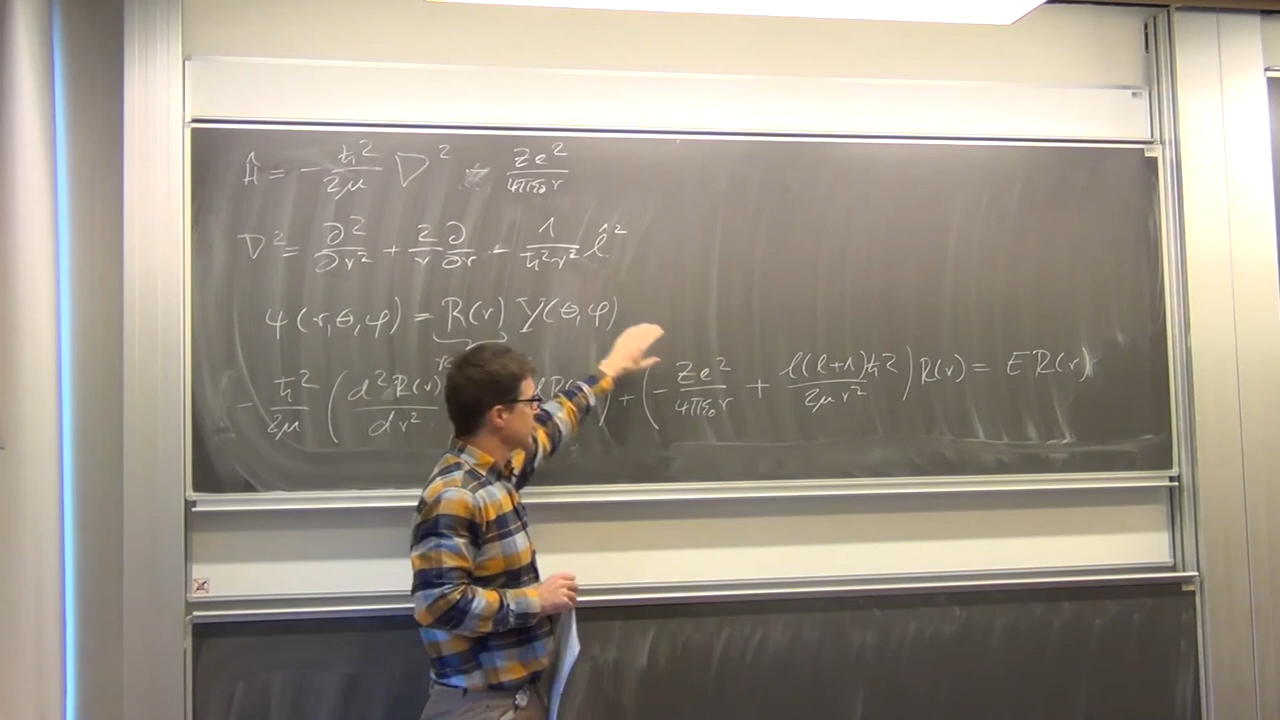 Ĥ = - ħ²/2μ ∇² - Ze²/4πε₀r
∇² = ∂²/∂r² + 2/r ∂/∂r - 1/ħ²r² l̂²
ψ(r,θ,φ) = R(r) Y(θ,φ)
- ħ²/2μ ( d²R(r)/dr² ) + ( - Ze²/4πε₀r + l(l+1)ħ²/2μr² ) R(r) = E R(r)